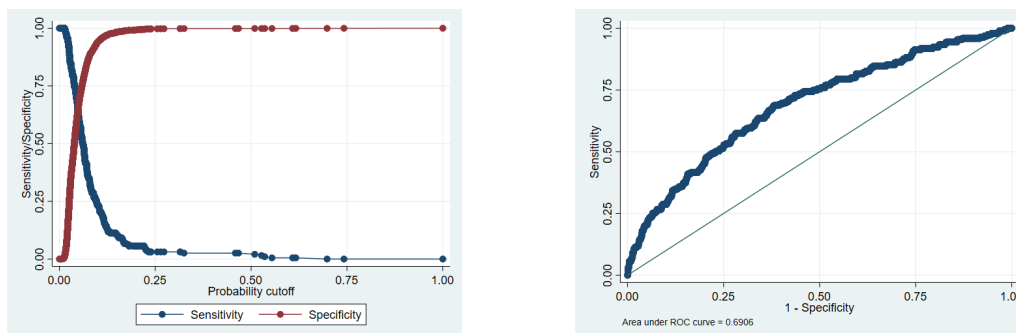 Sensitivity/Specificity
1.00
0.75
0.50
0.25
0.00
0.00 0.25 0.50 0.75 1.00
Probability cutoff
Sensitivity Specificity
Sensitivity
1.00
0.75
0.50
0.25
0.00
0.00 0.25 0.50 0.75 1.00
1 - Specificity
Area under ROC curve = 0.6906